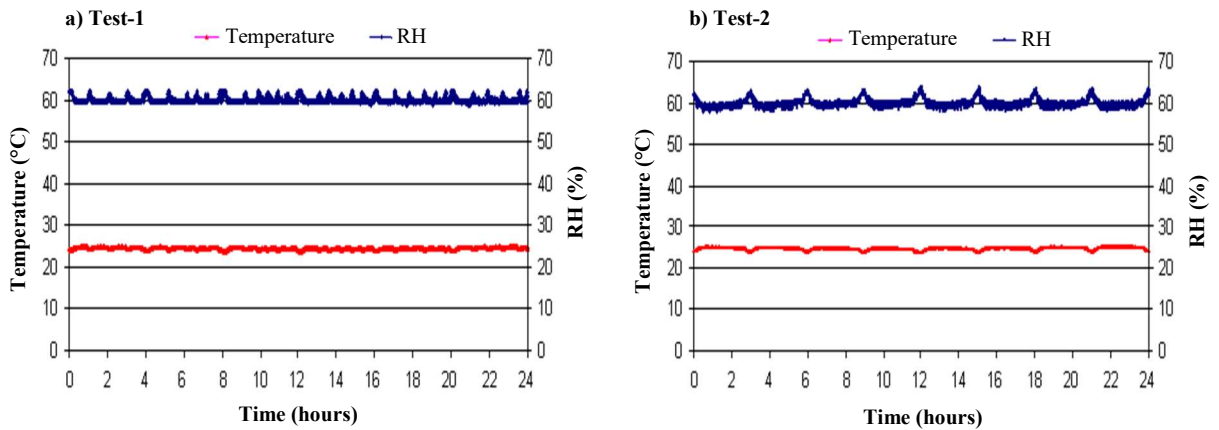 a) Test-1
Temperature RH
70 70
60 60
50 50
40 40
30 30
20 20
10 10
0 0
0 2 4 6 8 10 12 14 16 18 20 22 24
Temperature (°C)
RH (%)
Time (hours)
b) Test-2
Temperature RH
70 70
60 60
50 50
40 40
30 30
20 20
10 10
0 0
0 2 4 6 8 10 12 14 16 18 20 22 24
Temperature (°C)
RH (%)
Time (hours)